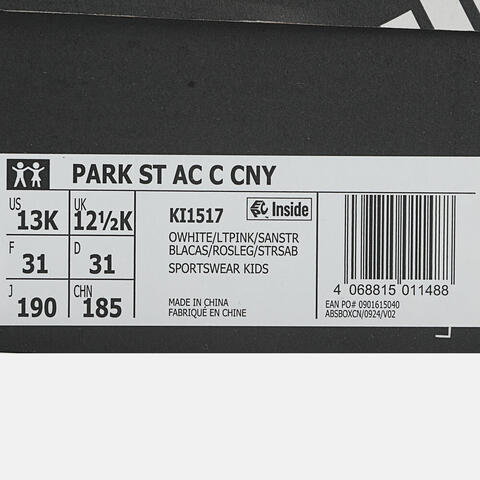 PARK ST AC C CNY
US 13K UK 12½K
F 31 D 31
J 190 CHN 185
KI1517 Inside
OWHITE/LTPINK/SANSTR
BLACAS/ROSLEG/STRSAB
SPORTSWEAR KIDS
MADE IN CHINA
FABRIQUÉ EN CHINE
4 068815 011488
EAN PO# 0901615040
ABSBOXCN/0924/V02